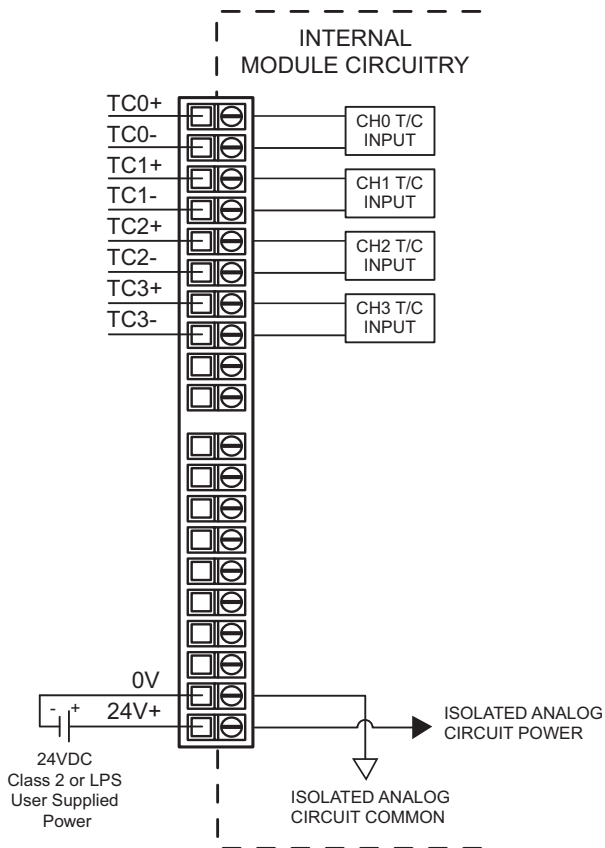 INTERNAL
MODULE CIRCUITRY
TC0+
TC0-
TC1+
TC1-
TC2+
TC2-
TC3+
TC3-
CH0 T/C
INPUT
CH1 T/C
INPUT
CH2 T/C
INPUT
CH3 T/C
INPUT
0V
24V+
- +
24VDC
Class 2 or LPS
User Supplied
Power
ISOLATED ANALOG
CIRCUIT POWER
ISOLATED ANALOG
CIRCUIT COMMON